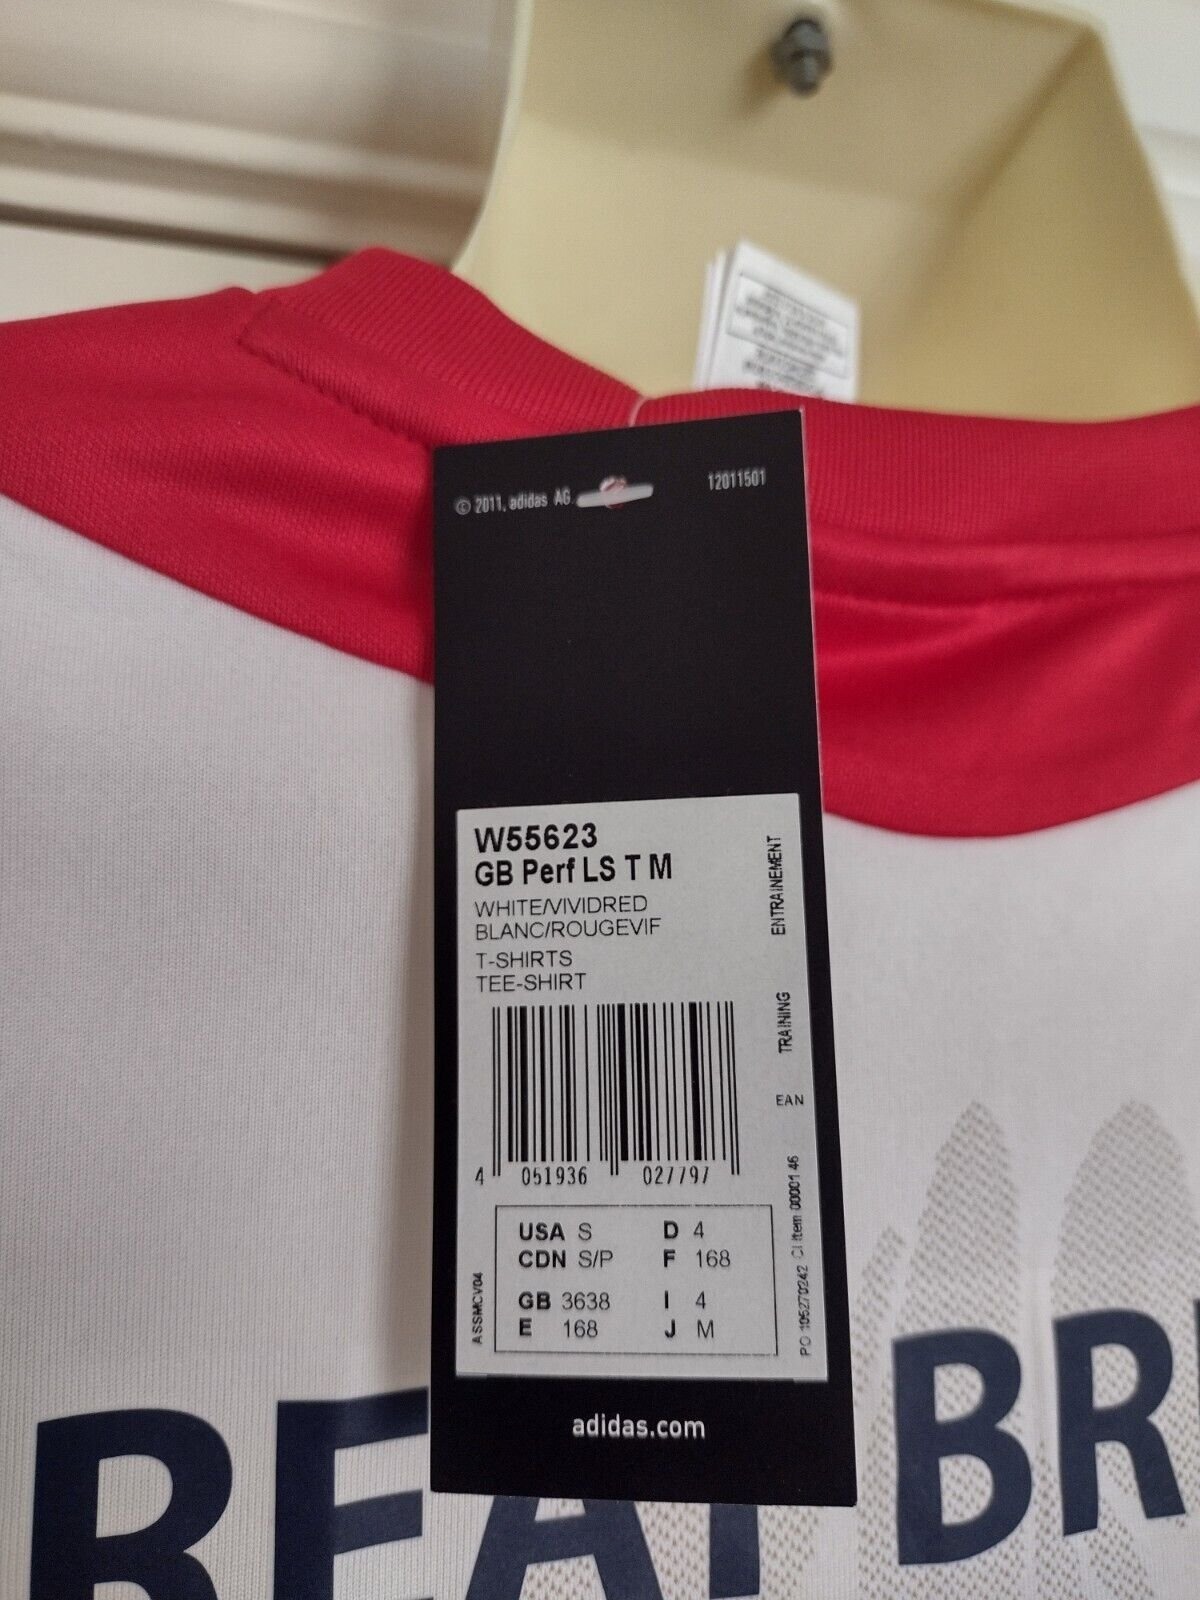 © 2011, adidas AG
12011501
W55623
GB Perf LS T M
WHITE/VIVIDRED
BLANC/ROUGEVIF
T-SHIRTS
TEE-SHIRT
ENTRAINEMENT
TRAINING
EAN
4 051936 027797
USA S D 4
CDN S/P F 168
GB 3638 I 4
E 168 J M
ASSMCV04
PO 105270242 CI Item 00001 46
adidas.com
REAT BR